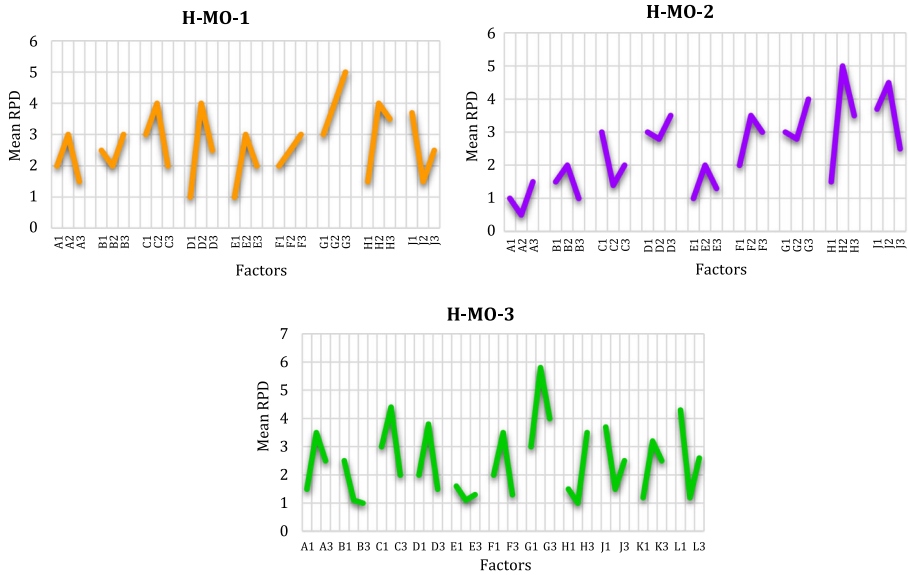 H-MO-1
6
5
4
3
2
1
0
Mean RPD
A1 A2 A3 B1 B2 B3 C1 C2 C3 D1 D2 D3 E1 E2 E3 F1 F2 F3 G1 G2 G3 H1 H2 H3 J1 J2 J3
Factors
H-MO-2
6
5
4
3
2
1
0
Mean RPD
A1 A2 A3 B1 B2 B3 C1 C2 C3 D1 D2 D3 E1 E2 E3 F1 F2 F3 G1 G2 G3 H1 H2 H3 J1 J2 J3
Factors
H-MO-3
7
6
5
4
3
2
1
0
Mean RPD
A1 A3 B1 B3 C1 C3 D1 D3 E1 E3 F1 F3 G1 G3 H1 H3 J1 J3 K1 K3 L1 L3
Factors